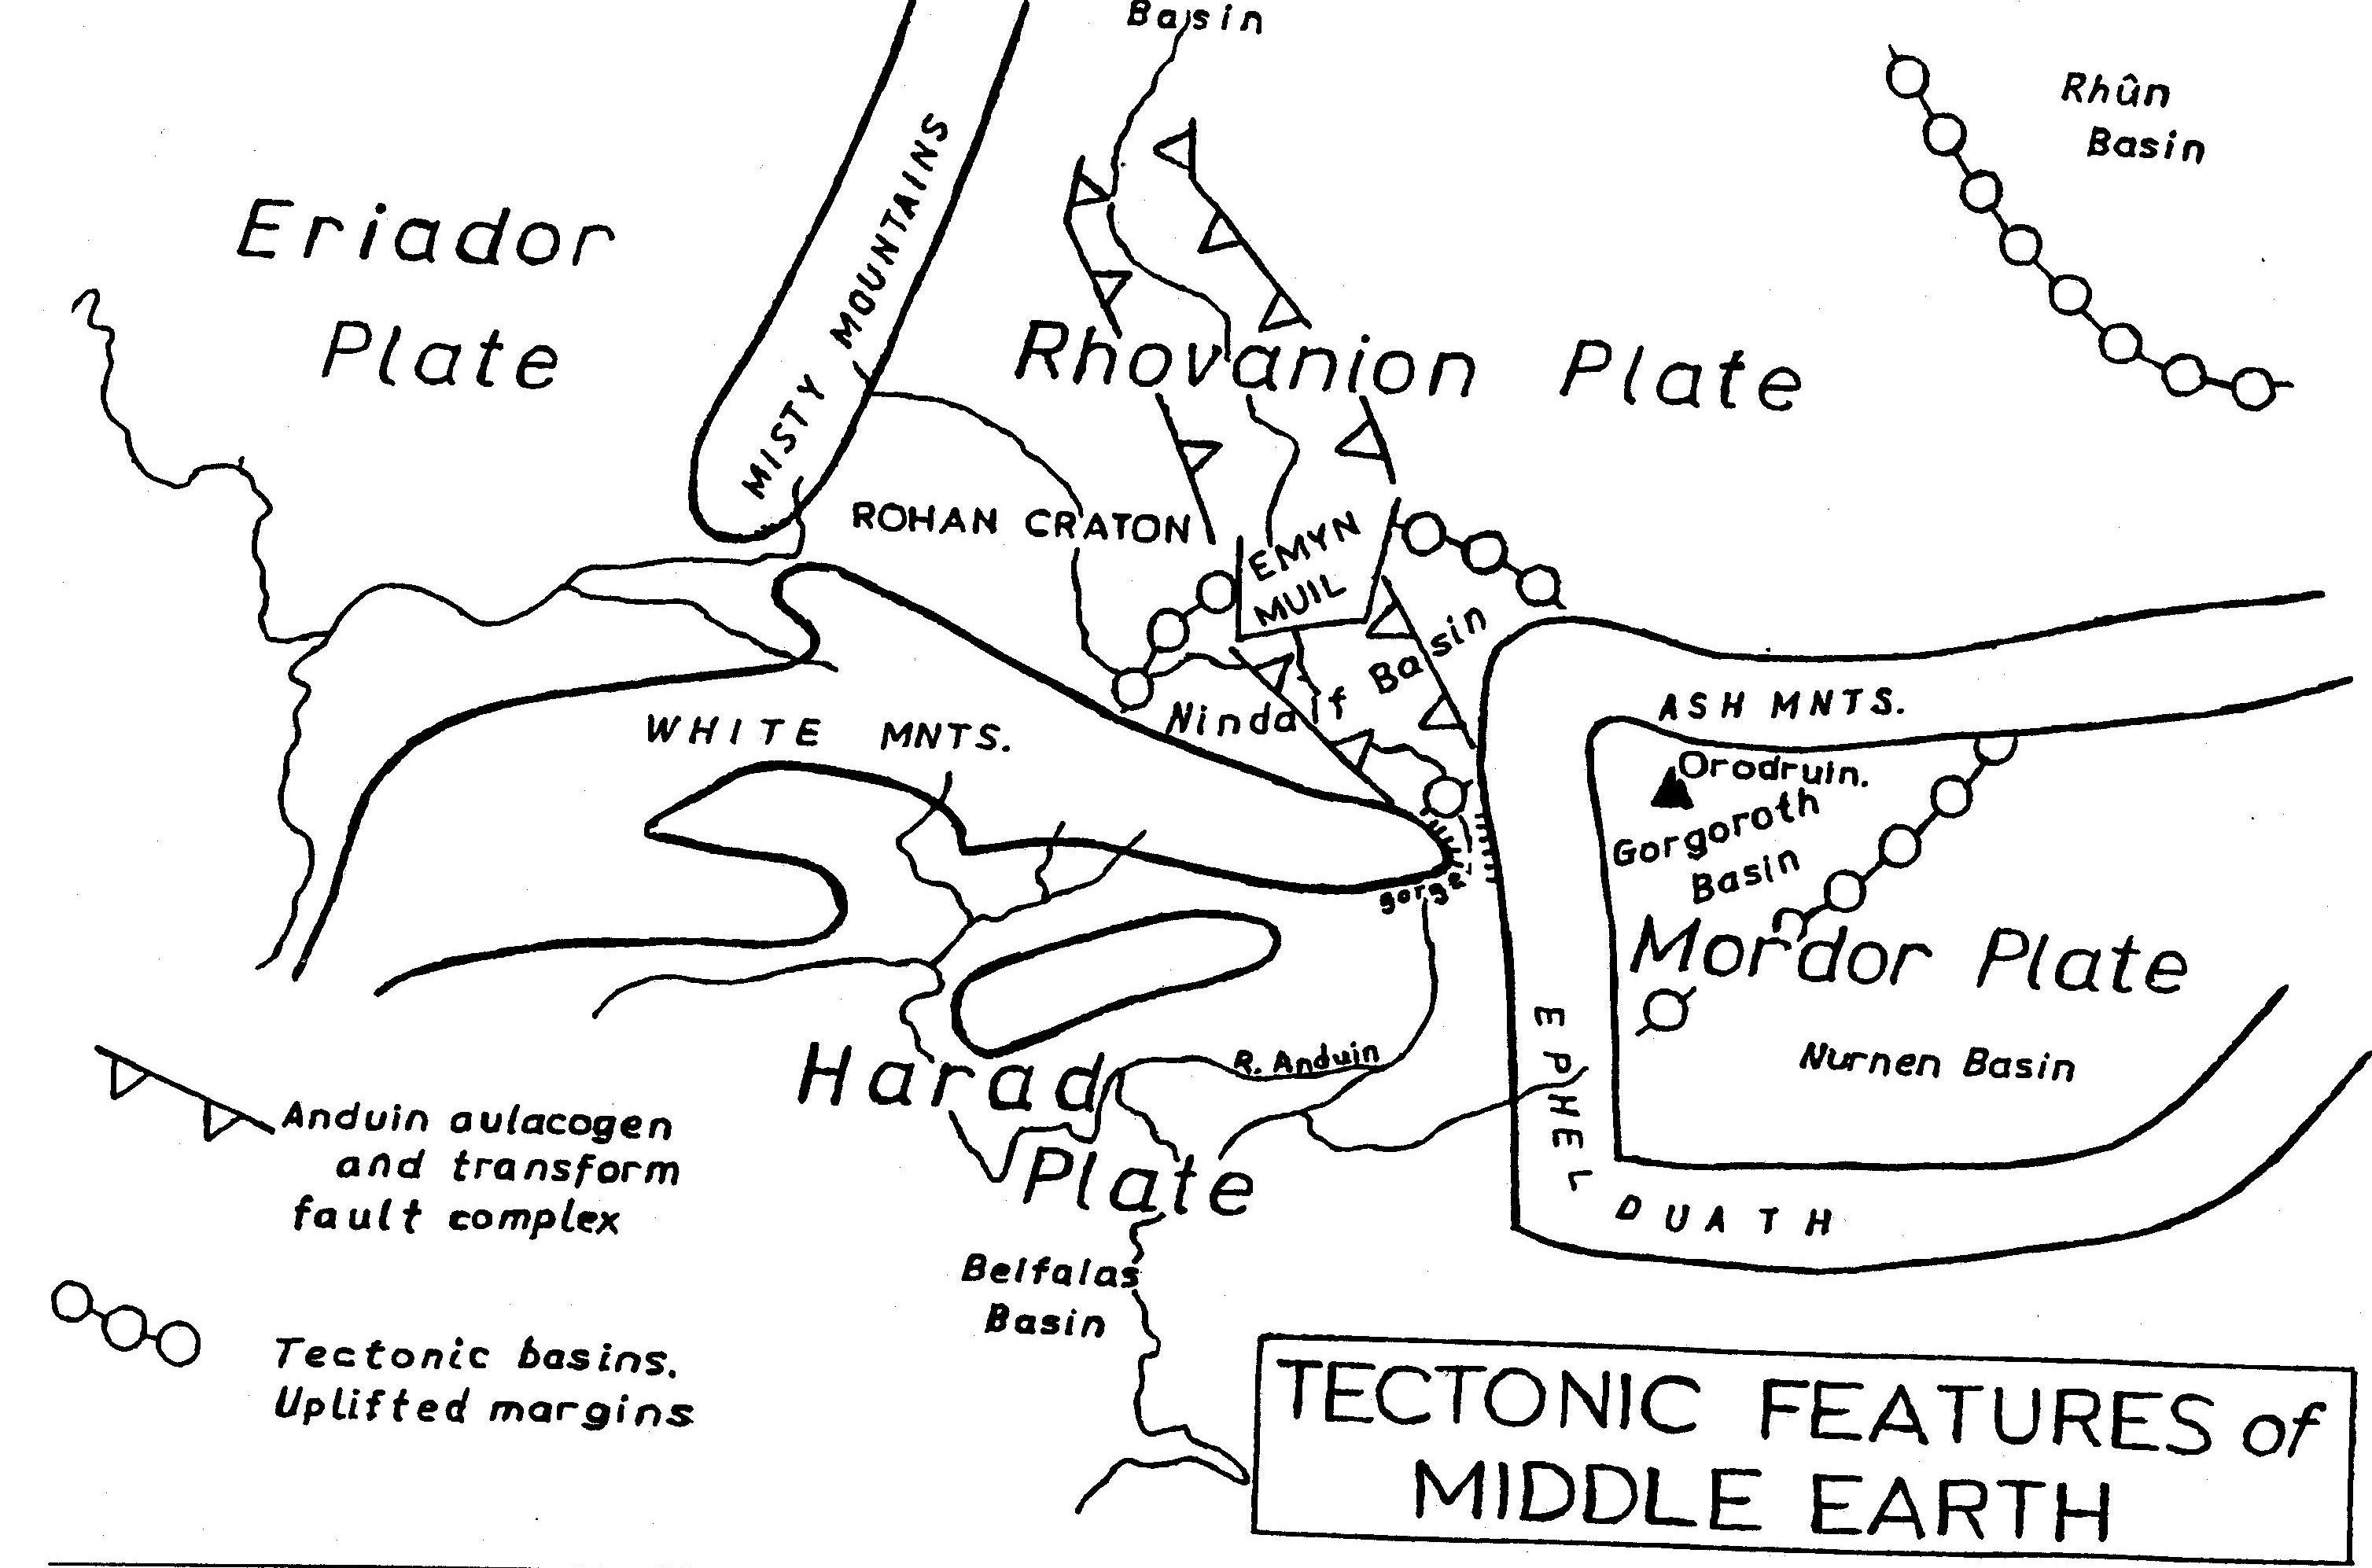 Basin
Rhûn
Basin
Eriador
Plate
MISTY MOUNTAINS
Rhovanion Plate
ROHAN CRATON
EMYN
MUIL
Nindalf Basin
WHITE MNTS.
ASH MNTS.
Orodruin.
Gorgoroth
Basin
gorge
Mordor Plate
Nurnen Basin
EPHEL
DUATH
R. Anduin
Harad
Plate
Belfalas
Basin
Anduin aulacogen
and transform
fault complex
Tectonic basins.
Uplifted margins
TECTONIC FEATURES of
MIDDLE EARTH